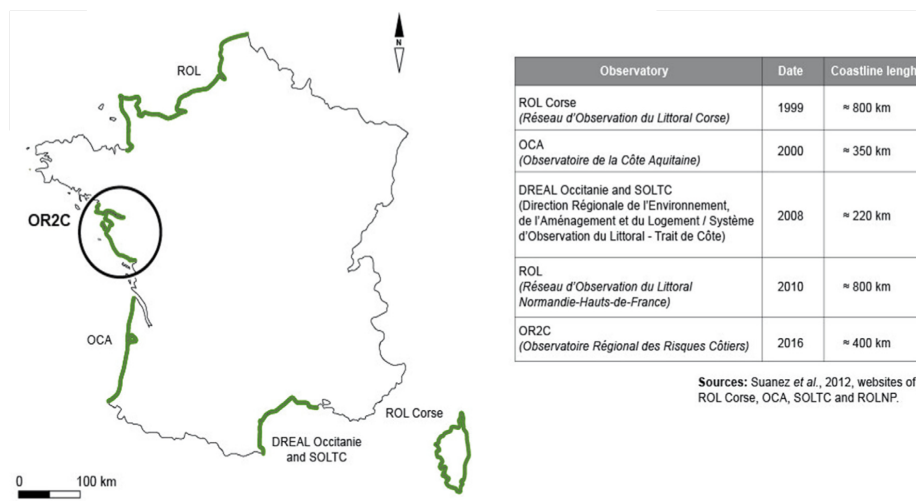 ROL
N
OR2C
OCA
ROL Corse
DREAL Occitanie
and SOLTC
0 100 km
Observatory Date Coastline lenght
ROL Corse
(Réseau d'Observation du Littoral Corse) 1999 ≈ 800 km
OCA
(Observatoire de la Côte Aquitaine) 2000 ≈ 350 km
DREAL Occitanie and SOLTC
(Direction Régionale de l'Environnement,
de l'Aménagement et du Logement / Système
d'Observation du Littoral - Trait de Côte) 2008 ≈ 220 km
ROL
(Réseau d'Observation du Littoral
Normandie-Hauts-de-France) 2010 ≈ 800 km
OR2C
(Observatoire Régional des Risques Côtiers) 2016 ≈ 400 km
Sources: Suanez et al., 2012, websites of
ROL Corse, OCA, SOLTC and ROLNP.